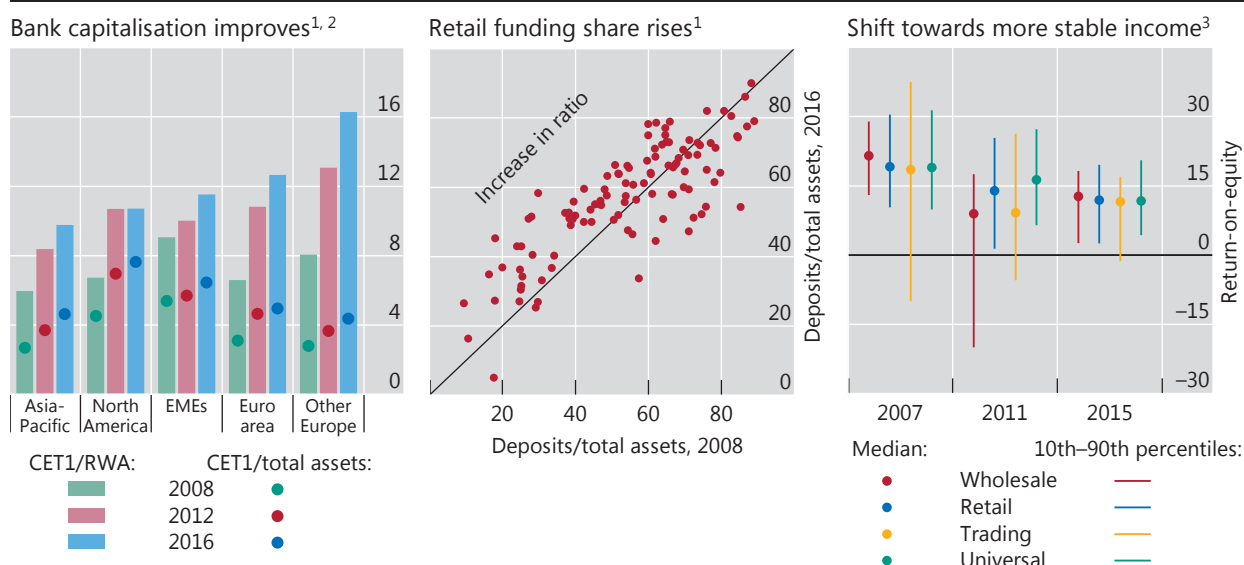 Bank capitalisation improves1, 2
16
12
8
4
0
Asia-
Pacific
North
America
EMEs
Euro
area
Other
Europe
CET1/RWA:
CET1/total assets:
2008
2012
2016
Retail funding share rises1
Increase in ratio
80
60
40
20
0
Deposits/total assets, 2016
20
40
60
80
Deposits/total assets, 2008
Shift towards more stable income3
30
15
0
−15
−30
Return-on-equity
2007
2011
2015
Median:
10th–90th percentiles:
Wholesale
Retail
Trading
Universal